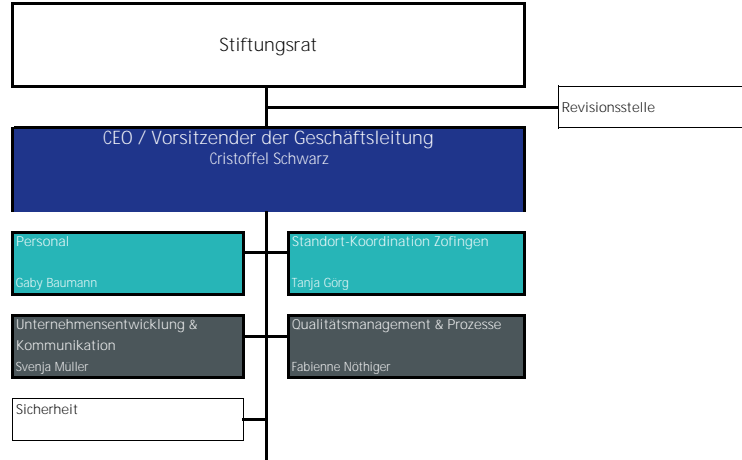 Stiftungsrat
Revisionsstelle
CEO / Vorsitzender der Geschäftsleitung
Cristoffel Schwarz
Personal
Gaby Baumann
Standort-Koordination Zofingen
Tanja Görg
Unternehmensentwicklung &
Kommunikation
Svenja Müller
Qualitätsmanagement & Prozesse
Fabienne Nöthiger
Sicherheit